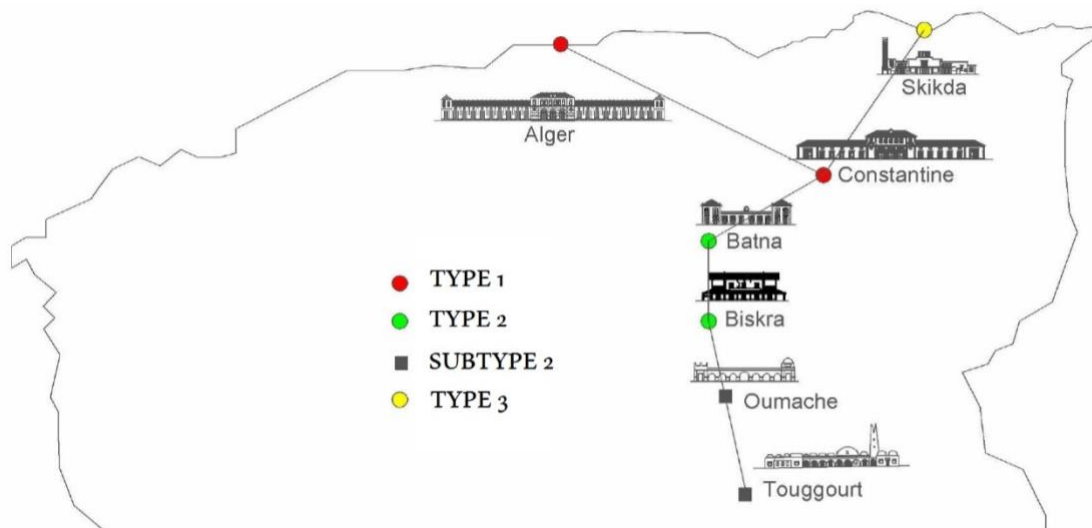 Skikda
Alger
Constantine
Batna
TYPE 1
TYPE 2
Biskra
SUBTYPE 2
TYPE 3
Oumache
Touggourt